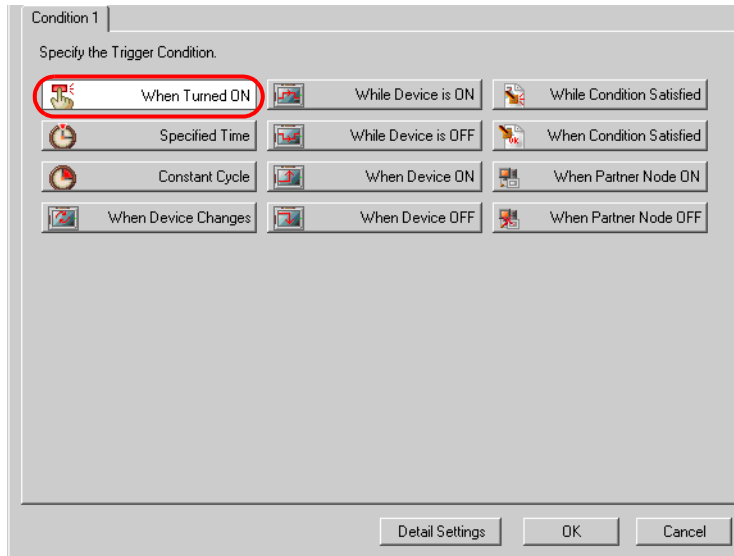 Condition 1
Specify the Trigger Condition.
When Turned ON
While Device is ON
While Condition Satisfied
Specified Time
While Device is OFF
When Condition Satisfied
Constant Cycle
When Device ON
When Partner Node ON
When Device Changes
When Device OFF
When Partner Node OFF
Detail Settings
OK
Cancel